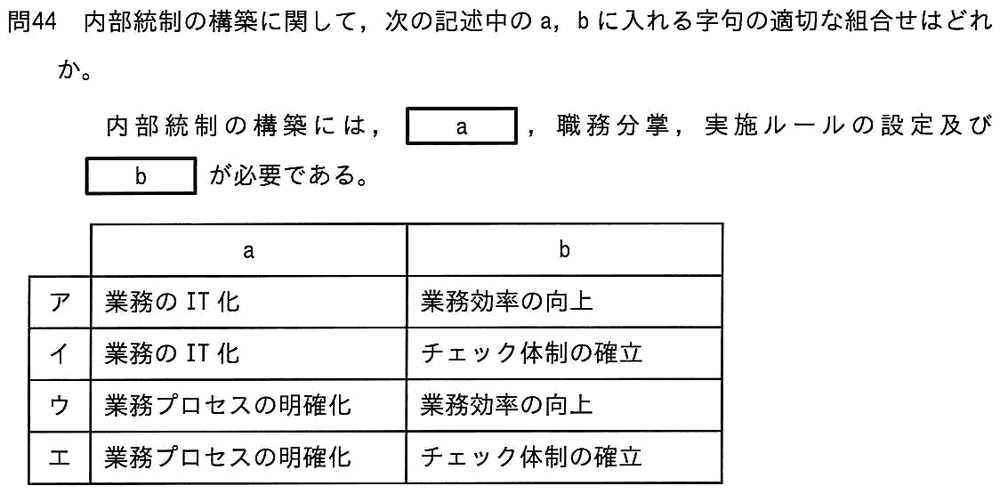 問44 内部統制の構築に関して，次の記述中の a，b に入れる字句の適切な組合せはどれ
か。
内部統制の構築には， a ，職務分掌，実施ルールの設定及び
b が必要である。
a b
ア 業務の IT 化 業務効率の向上
イ 業務の IT 化 チェック体制の確立
ウ 業務プロセスの明確化 業務効率の向上
エ 業務プロセスの明確化 チェック体制の確立